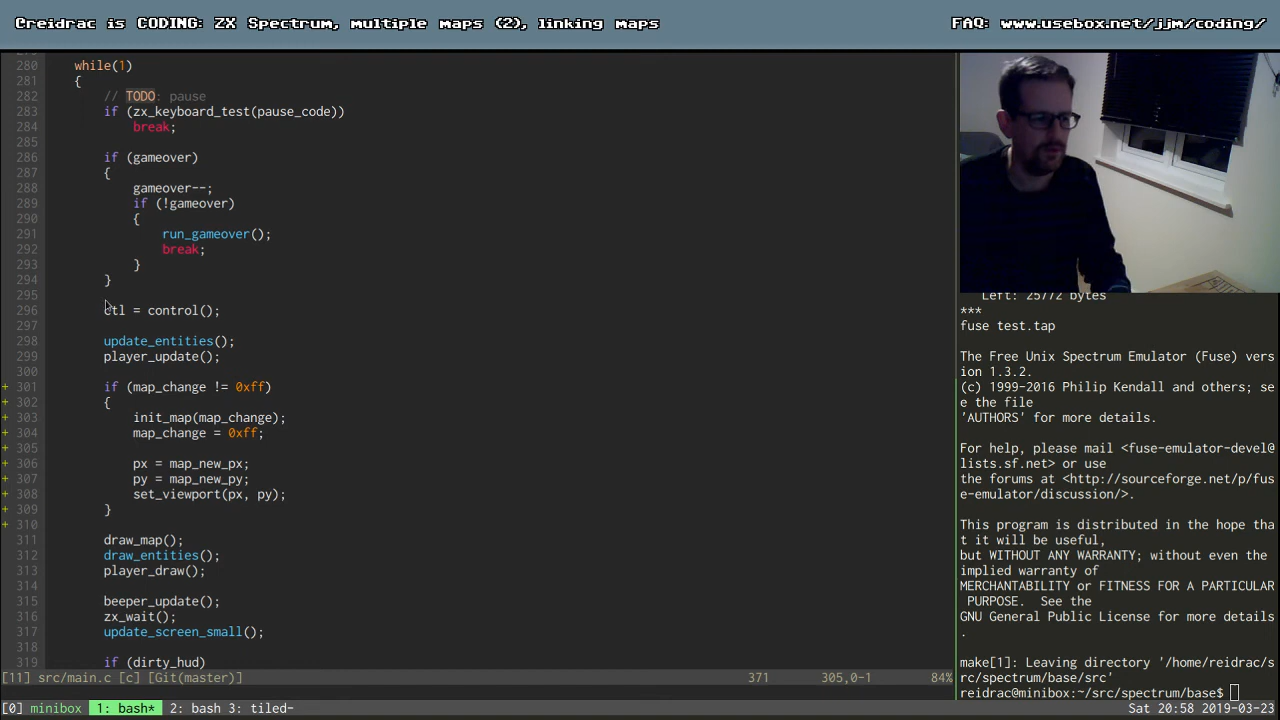 Creidrac is CODING: ZX Spectrum, multiple maps (2), linking maps
FAQ: www.usebox.net/jjm/coding/
280 while(1)
281 {
282 // TODO: pause
283 if (zx_keyboard_test(pause_code))
284 break;
285
286 if (gameover)
287 {
288 gameover--;
289 if (!gameover)
290 {
291 run_gameover();
292 break;
293 }
294 }
295
296 ctl = control();
297
298 update_entities();
299 player_update();
300
+ 301 if (map_change != 0xff)
+ 302 {
+ 303 init_map(map_change);
+ 304 map_change = 0xff;
+ 305
+ 306 px = map_new_px;
+ 307 py = map_new_py;
+ 308 set_viewport(px, py);
+ 309 }
+ 310
311 draw_map();
312 draw_entities();
313 player_draw();
314
315 beeper_update();
316 zx_wait();
317 update_screen_small();
318
319 if (dirty_hud)
[11] src/main.c [c] [Git(master)] 371 305,0-1 84%
Left: 25772 bytes
***
fuse test.tap
The Free Unix Spectrum Emulator (Fuse) vers
ion 1.3.2.
(c) 1999-2016 Philip Kendall and others; se
e the file
'AUTHORS' for more details.
For help, please mail <fuse-emulator-devel@
lists.sf.net> or use
the forums at <http://sourceforge.net/p/fus
e-emulator/discussion/>.
This program is distributed in the hope tha
t it will be useful,
but WITHOUT ANY WARRANTY; without even the
implied warranty of
MERCHANTABILITY or FITNESS FOR A PARTICULAR
PURPOSE. See the
GNU General Public License for more details
.
make[1]: Leaving directory '/home/reidrac/s
rc/spectrum/base/src'
reidrac@minibox:~/src/spectrum/base$
[0] minibox 1: bash* 2: bash 3: tiled- Sat 20:58 2019-03-23